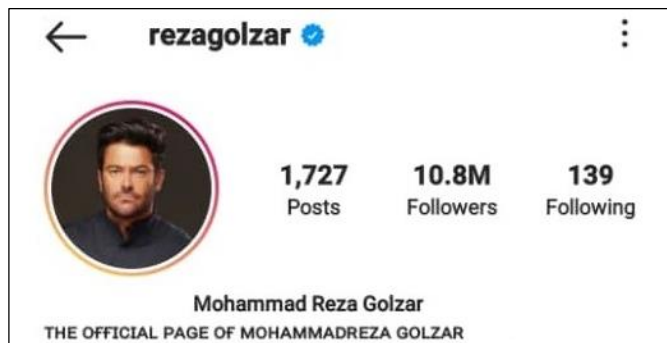 rezagolzar
1,727 10.8M 139
Posts Followers Following
Mohammad Reza Golzar
THE OFFICIAL PAGE OF MOHAMMADREZA GOLZAR